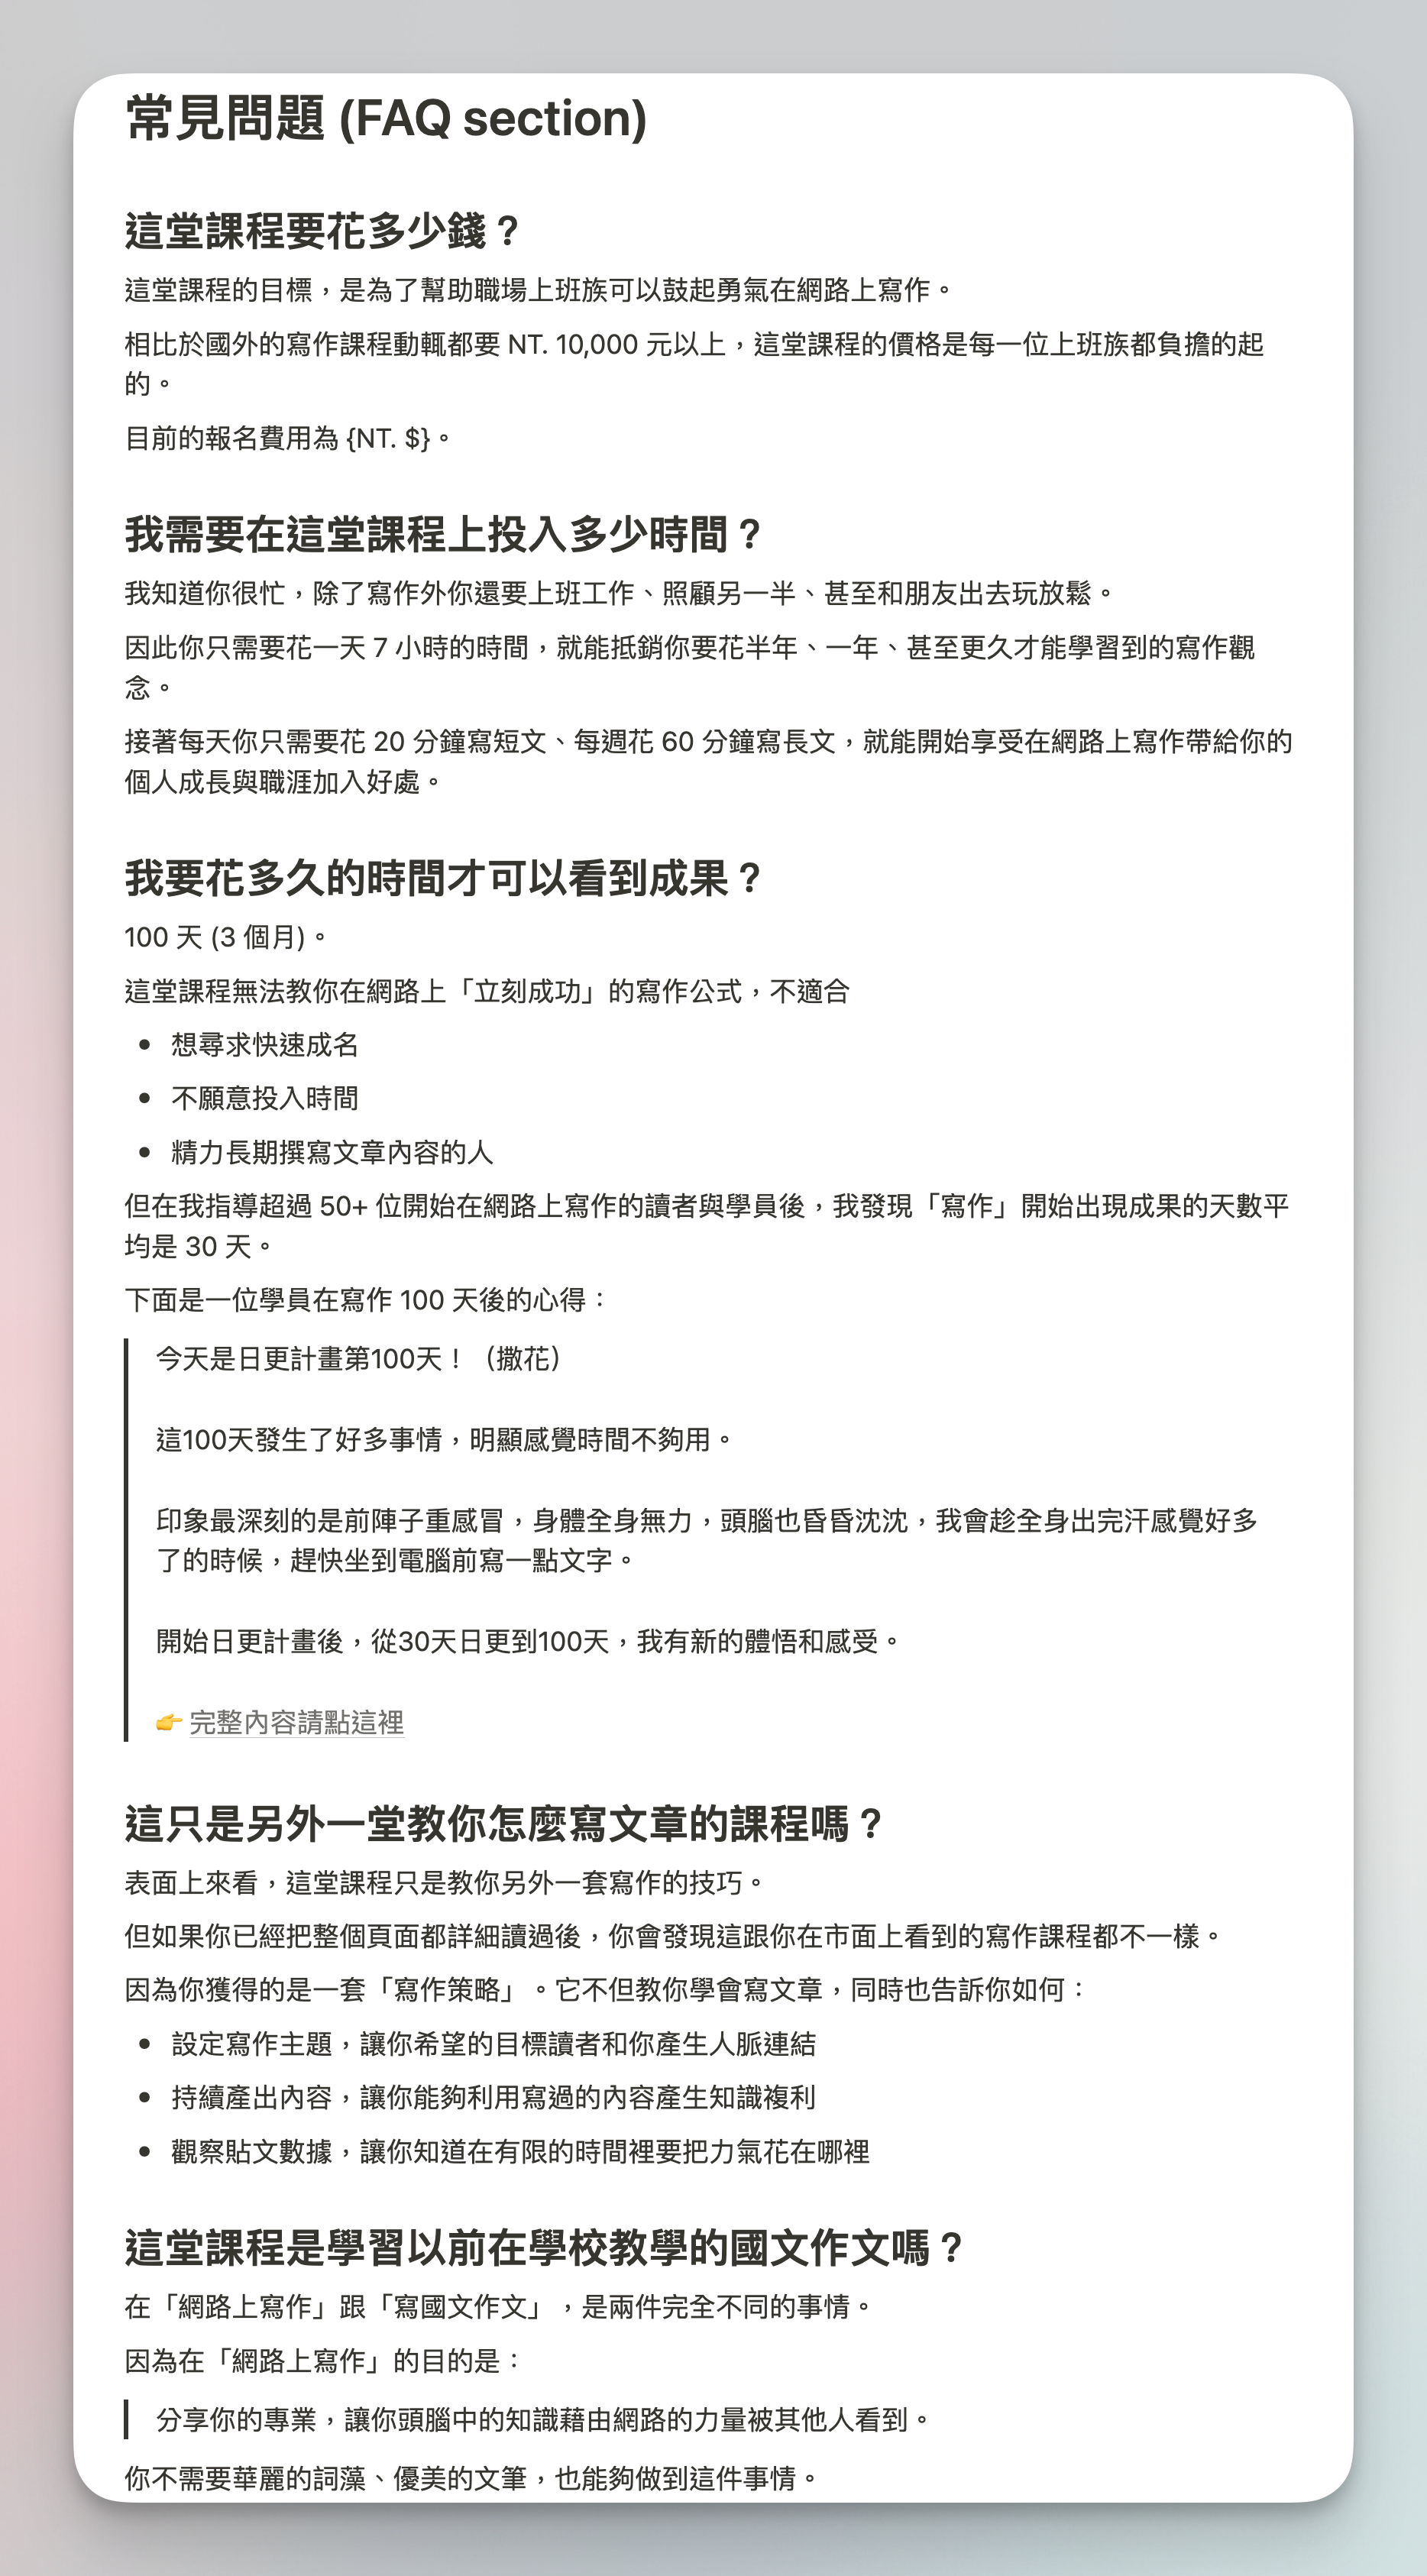 常見問題 (FAQ section)
這堂課程要花多少錢？
這堂課程的目標，是為了幫助職場上班族可以鼓起勇氣在網路上寫作。
相比於國外的寫作課程動輒都要 NT. 10,000 元以上，這堂課程的價格是每一位上班族都負擔的起
的。
目前的報名費用為 {NT. $}。
我需要在這堂課程上投入多少時間？
我知道你很忙，除了寫作外你還要上班工作、照顧另一半、甚至和朋友出去玩放鬆。
因此你只需要花一天 7 小時的時間，就能抵銷你要花半年、一年、甚至更久才能學習到的寫作觀
念。
接著每天你只需要花 20 分鐘寫短文、每週花 60 分鐘寫長文，就能開始享受在網路上寫作帶給你的
個人成長與職涯加入好處。
我要花多久的時間才可以看到成果？
100 天 (3 個月)。
這堂課程無法教你在網路上「立刻成功」的寫作公式，不適合
• 想尋求快速成名
• 不願意投入時間
• 精力長期撰寫文章內容的人
但在我指導超過 50+ 位開始在網路上寫作的讀者與學員後，我發現「寫作」開始出現成果的天數平
均是 30 天。
下面是一位學員在寫作 100 天後的心得：
今天是日更計畫第100天！（撒花）
這100天發生了好多事情，明顯感覺時間不夠用。
印象最深刻的是前陣子重感冒，身體全身無力，頭腦也昏昏沈沈，我會趁全身出完汗感覺好多
了的時候，趕快坐到電腦前寫一點文字。
開始日更計畫後，從30天日更到100天，我有新的體悟和感受。
👉 完整內容請點這裡
這只是另外一堂教你怎麼寫文章的課程嗎？
表面上來看，這堂課程只是教你另外一套寫作的技巧。
但如果你已經把整個頁面都詳細讀過後，你會發現這跟你在市面上看到的寫作課程都不一樣。
因為你獲得的是一套「寫作策略」。它不但教你學會寫文章，同時也告訴你如何：
• 設定寫作主題，讓你希望的目標讀者和你產生人脈連結
• 持續產出內容，讓你能夠利用寫過的內容產生知識複利
• 觀察貼文數據，讓你知道在有限的時間裡要把力氣花在哪裡
這堂課程是學習以前在學校教學的國文作文嗎？
在「網路上寫作」跟「寫國文作文」，是兩件完全不同的事情。
因為在「網路上寫作」的目的是：
分享你的專業，讓你頭腦中的知識藉由網路的力量被其他人看到。
你不需要華麗的詞藻、優美的文筆，也能夠做到這件事情。